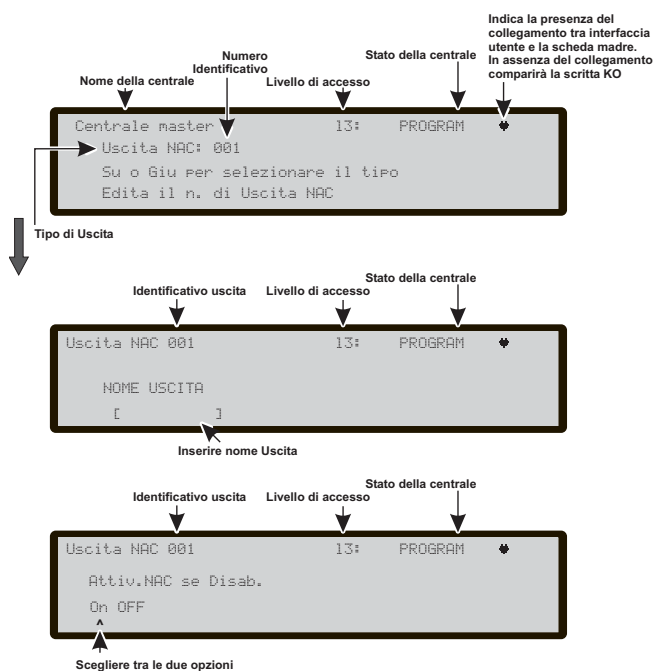 Indica la presenza del
collegamento tra interfaccia
utente e la scheda madre.
In assenza del collegamento
comparirà la scritta KO
Numero
Identificativo
Stato della centrale
Nome della centrale
Livello di accesso
Centrale master l3: PROGRAM
Uscita NAC: 001
Su o Giu per selezionare il tipo
Edita il n. di Uscita NAC
Tipo di Uscita
Stato della centrale
Identificativo uscita
Livello di accesso
Uscita NAC 001 l3: PROGRAM
NOME USCITA
[ ]
Inserire nome Uscita
Stato della centrale
Identificativo uscita
Livello di accesso
Uscita NAC 001 l3: PROGRAM
Attiv.NAC se Disab.
On OFF
^
Scegliere tra le due opzioni